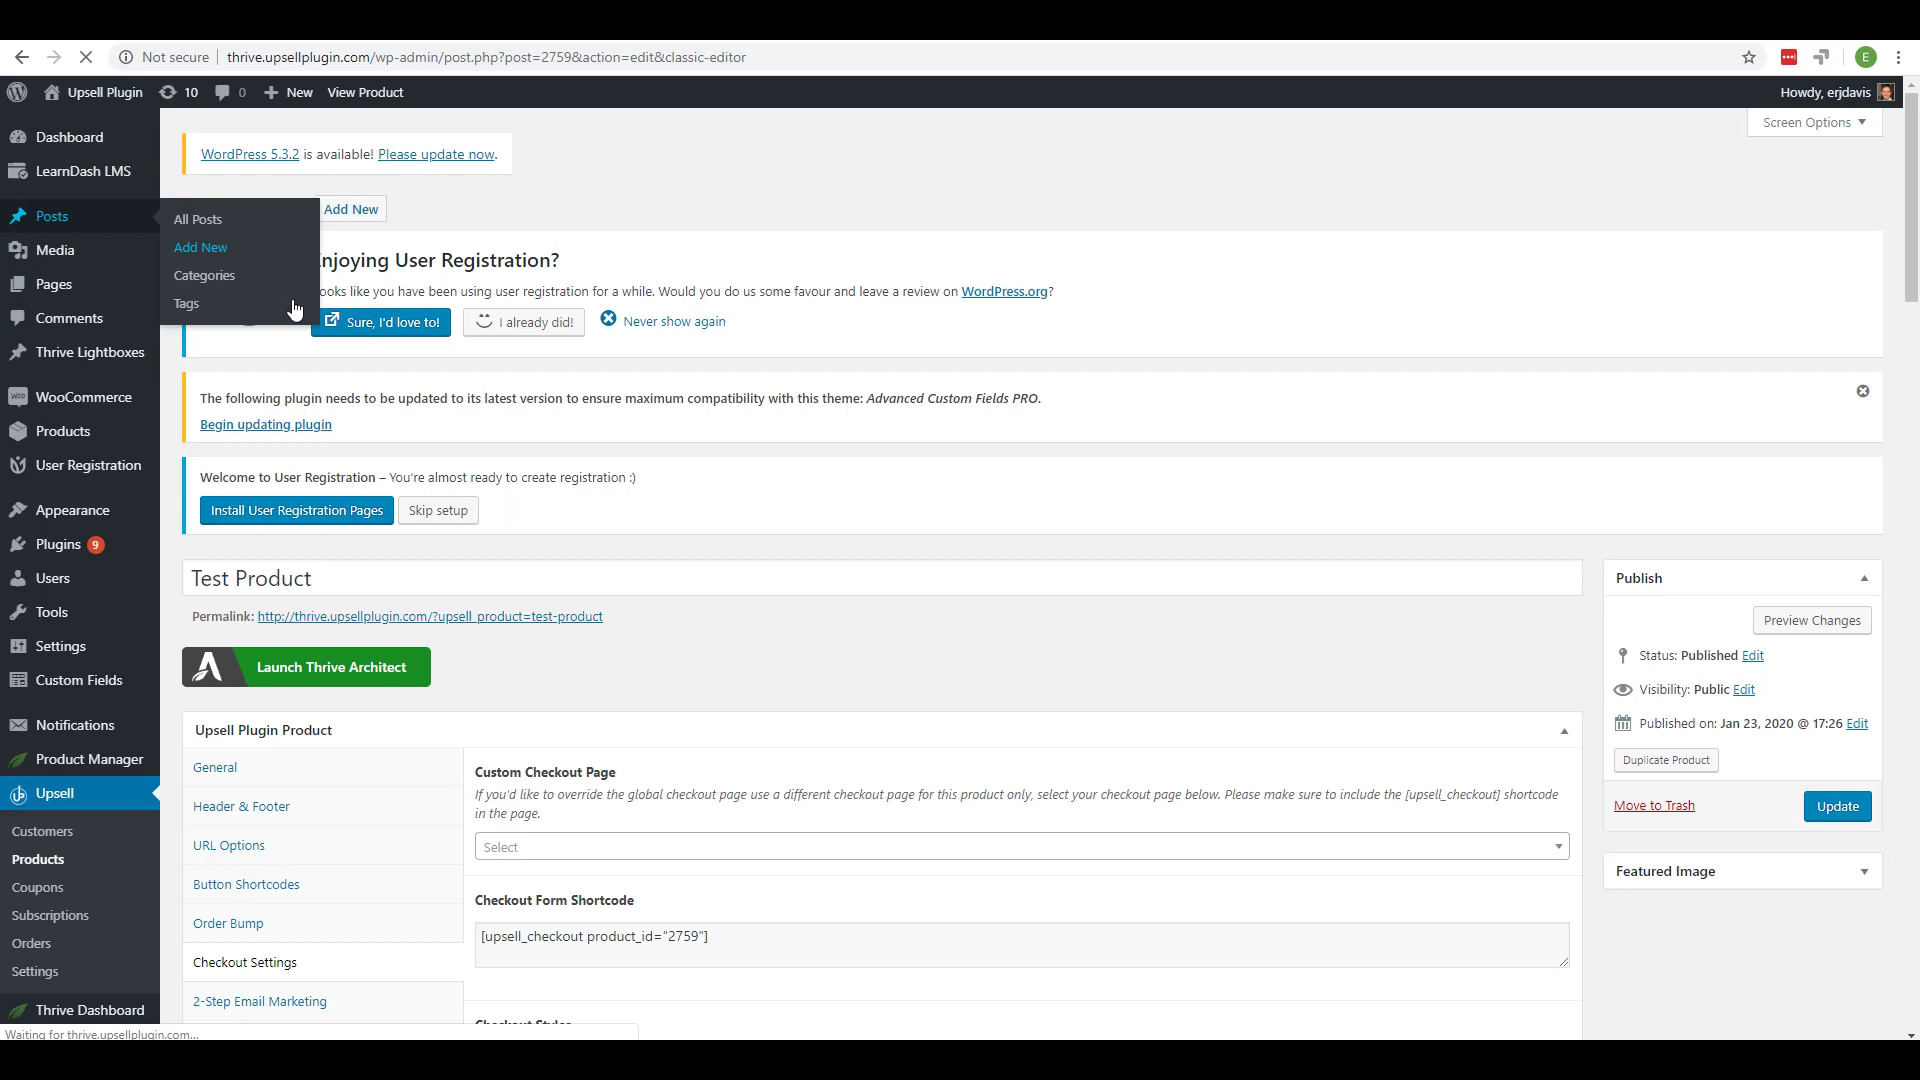 Not secure | thrive.upsellplugin.com/wp-admin/post.php?post=2759&action=edit&classic-editor
E
Upsell Plugin 10 0 New View Product
Howdy, erjdavis
Screen Options
Dashboard
LearnDash LMS
Posts
Media
Pages
Comments
Thrive Lightboxes
WooCommerce
Products
User Registration
Appearance
Plugins 9
Users
Tools
Settings
Custom Fields
Notifications
Product Manager
Upsell
Customers
Products
Coupons
Subscriptions
Orders
Settings
Thrive Dashboard
Waiting for thrive.upsellplugin.com...
All Posts
Add New
Categories
Tags
WordPress 5.3.2 is available! Please update now.
Add New
njoying User Registration?
ooks like you have been using user registration for a while. Would you do us some favour and leave a review on WordPress.org?
Sure, I'd love to! I already did! Never show again
The following plugin needs to be updated to its latest version to ensure maximum compatibility with this theme: Advanced Custom Fields PRO.
Begin updating plugin
Welcome to User Registration – You're almost ready to create registration :)
Install User Registration Pages Skip setup
Test Product
Permalink: http://thrive.upsellplugin.com/?upsell_product=test-product
Launch Thrive Architect
Upsell Plugin Product
General
Header & Footer
URL Options
Button Shortcodes
Order Bump
Checkout Settings
2-Step Email Marketing
Custom Checkout Page
If you'd like to override the global checkout page use a different checkout page for this product only, select your checkout page below. Please make sure to include the [upsell_checkout] shortcode
in the page.
Select
Checkout Form Shortcode
[upsell_checkout product_id="2759"]
Checkout Styles
Publish
Preview Changes
Status: Published Edit
Visibility: Public Edit
Published on: Jan 23, 2020 @ 17:26 Edit
Duplicate Product
Move to Trash Update
Featured Image